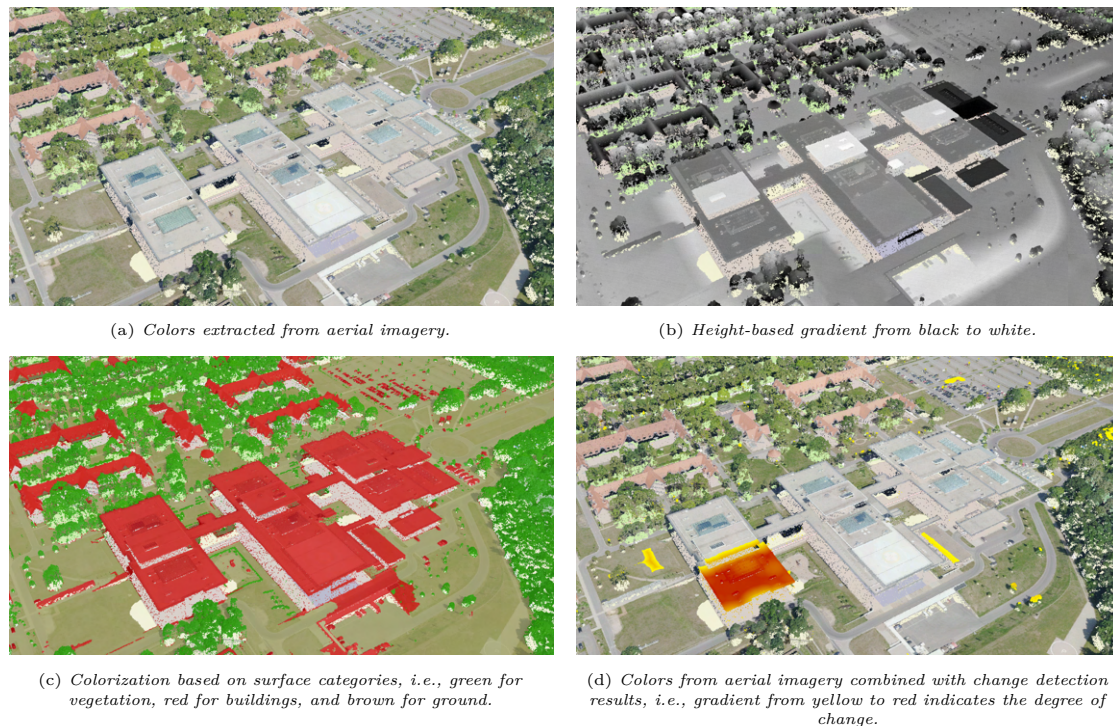 (a) Colors extracted from aerial imagery.
(b) Height-based gradient from black to white.
(c) Colorization based on surface categories, i.e., green for
vegetation, red for buildings, and brown for ground.
(d) Colors from aerial imagery combined with change detection
results, i.e., gradient from yellow to red indicates the degree of
change.